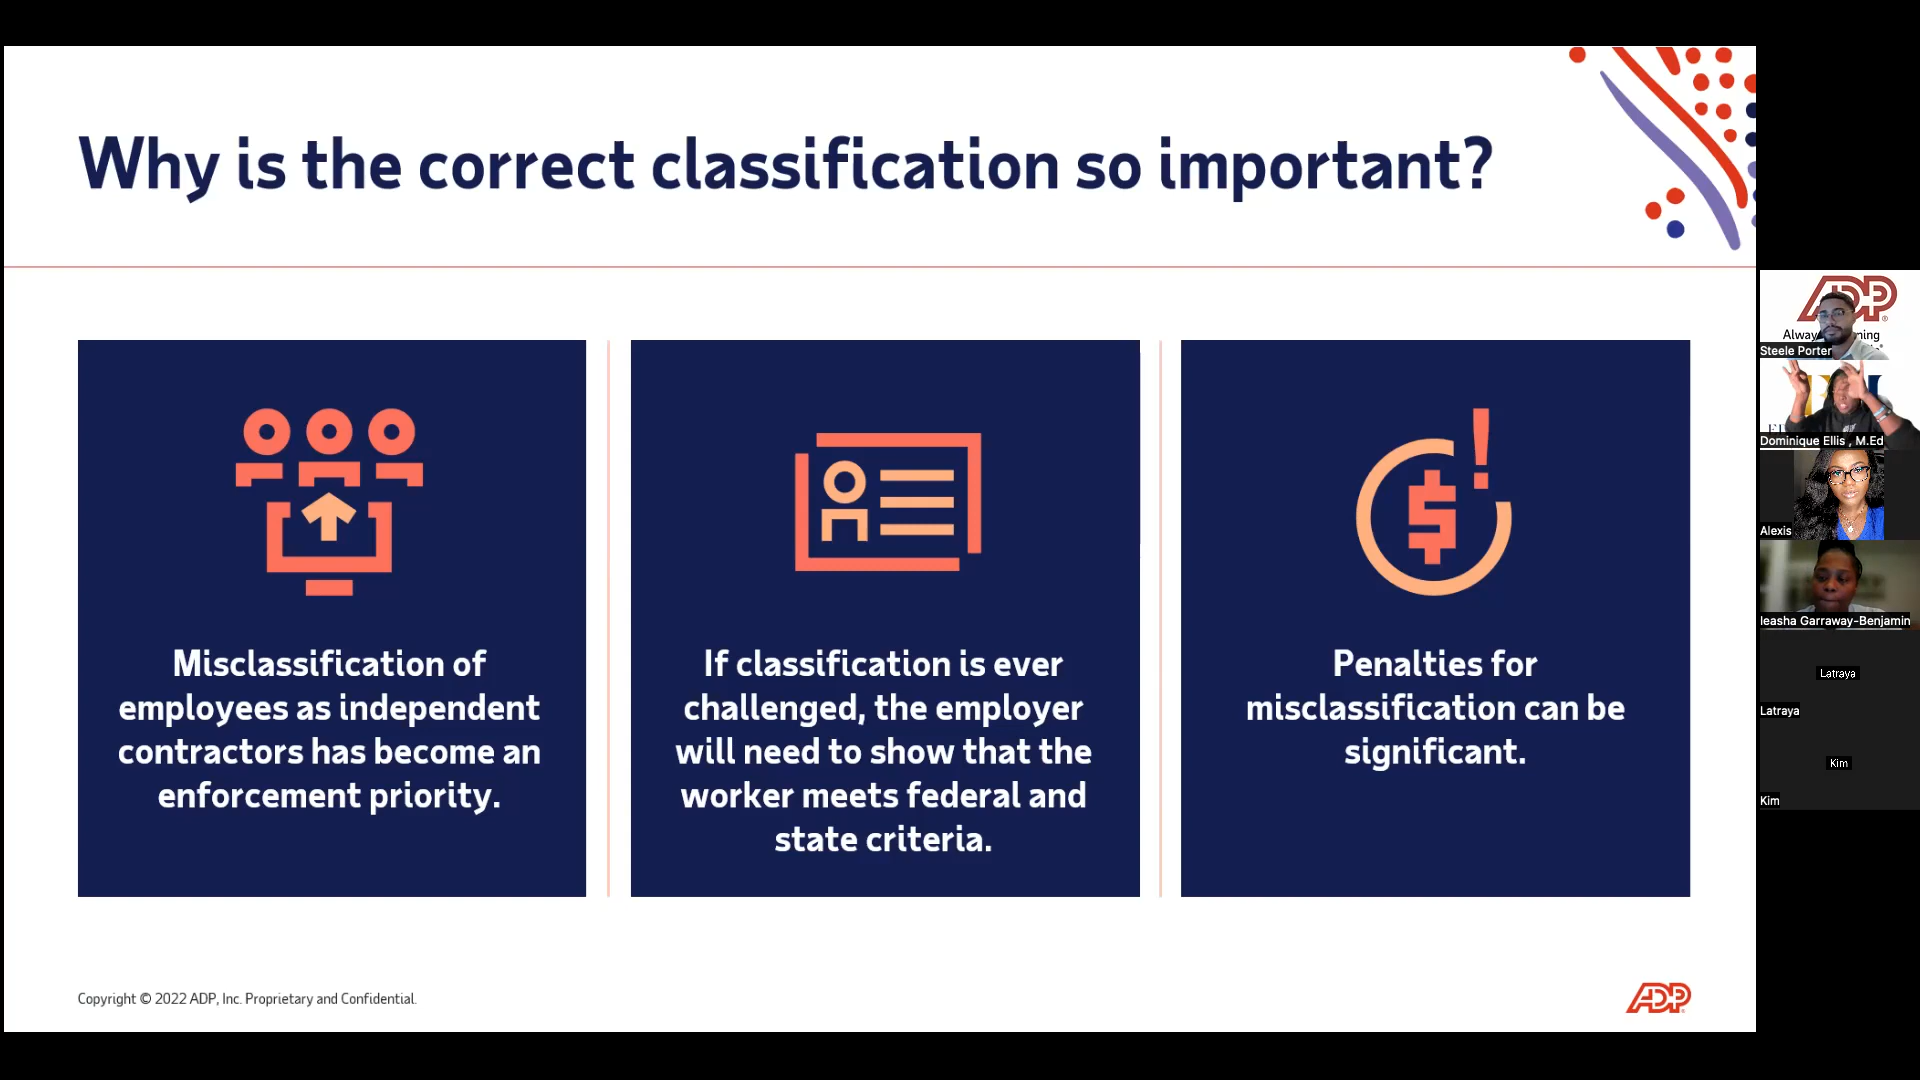 Why is the correct classification so important?
Misclassification of
employees as independent
contractors has become an
enforcement priority.
If classification is ever
challenged, the employer
will need to show that the
worker meets federal and
state criteria.
Penalties for
misclassification can be
significant.
Copyright © 2022 ADP, Inc. Proprietary and Confidential.
ADP
ADP
Steele Porter
Dominique Ellis , M.Ed
Alexis
Ieasha Garraway-Benjamin
Latraya
Latraya
Kim
Kim